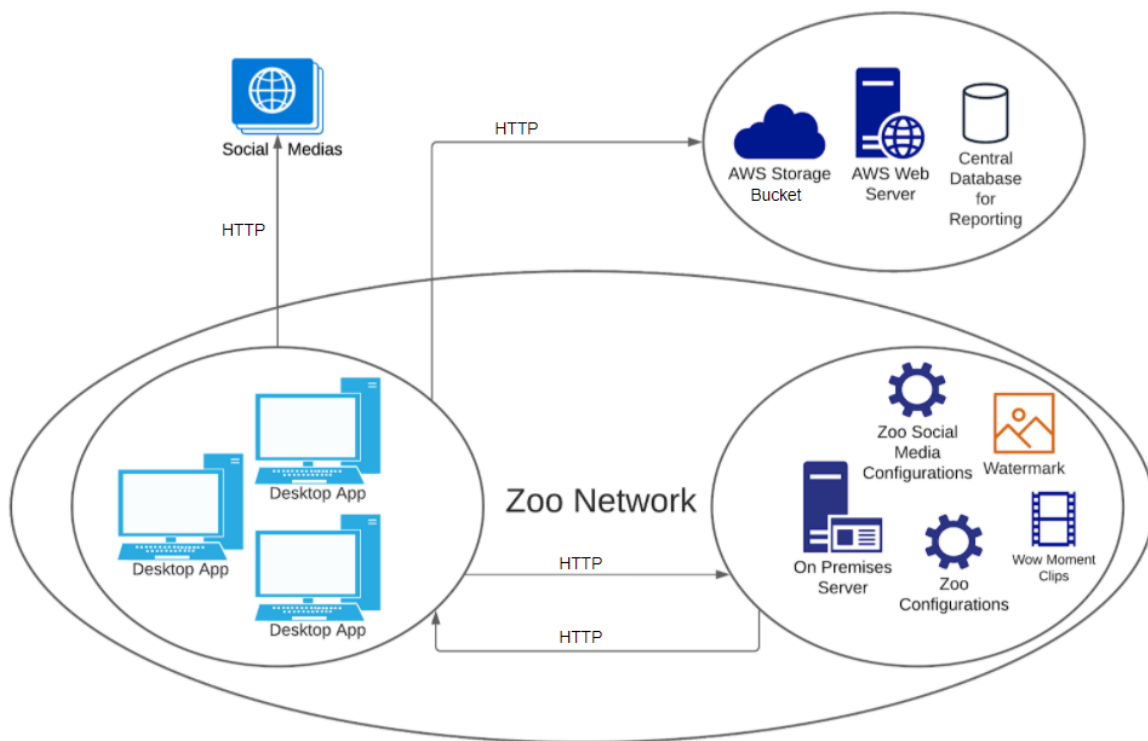 HTTP
Social Medias
HTTP
AWS Storage
Bucket
AWS Web
Server
Central
Database
for
Reporting
Zoo Network
Desktop App
Desktop App
Desktop App
HTTP
HTTP
Zoo Social
Media
Configurations
Watermark
On Premises
Server
Zoo
Configurations
Wow Moment
Clips